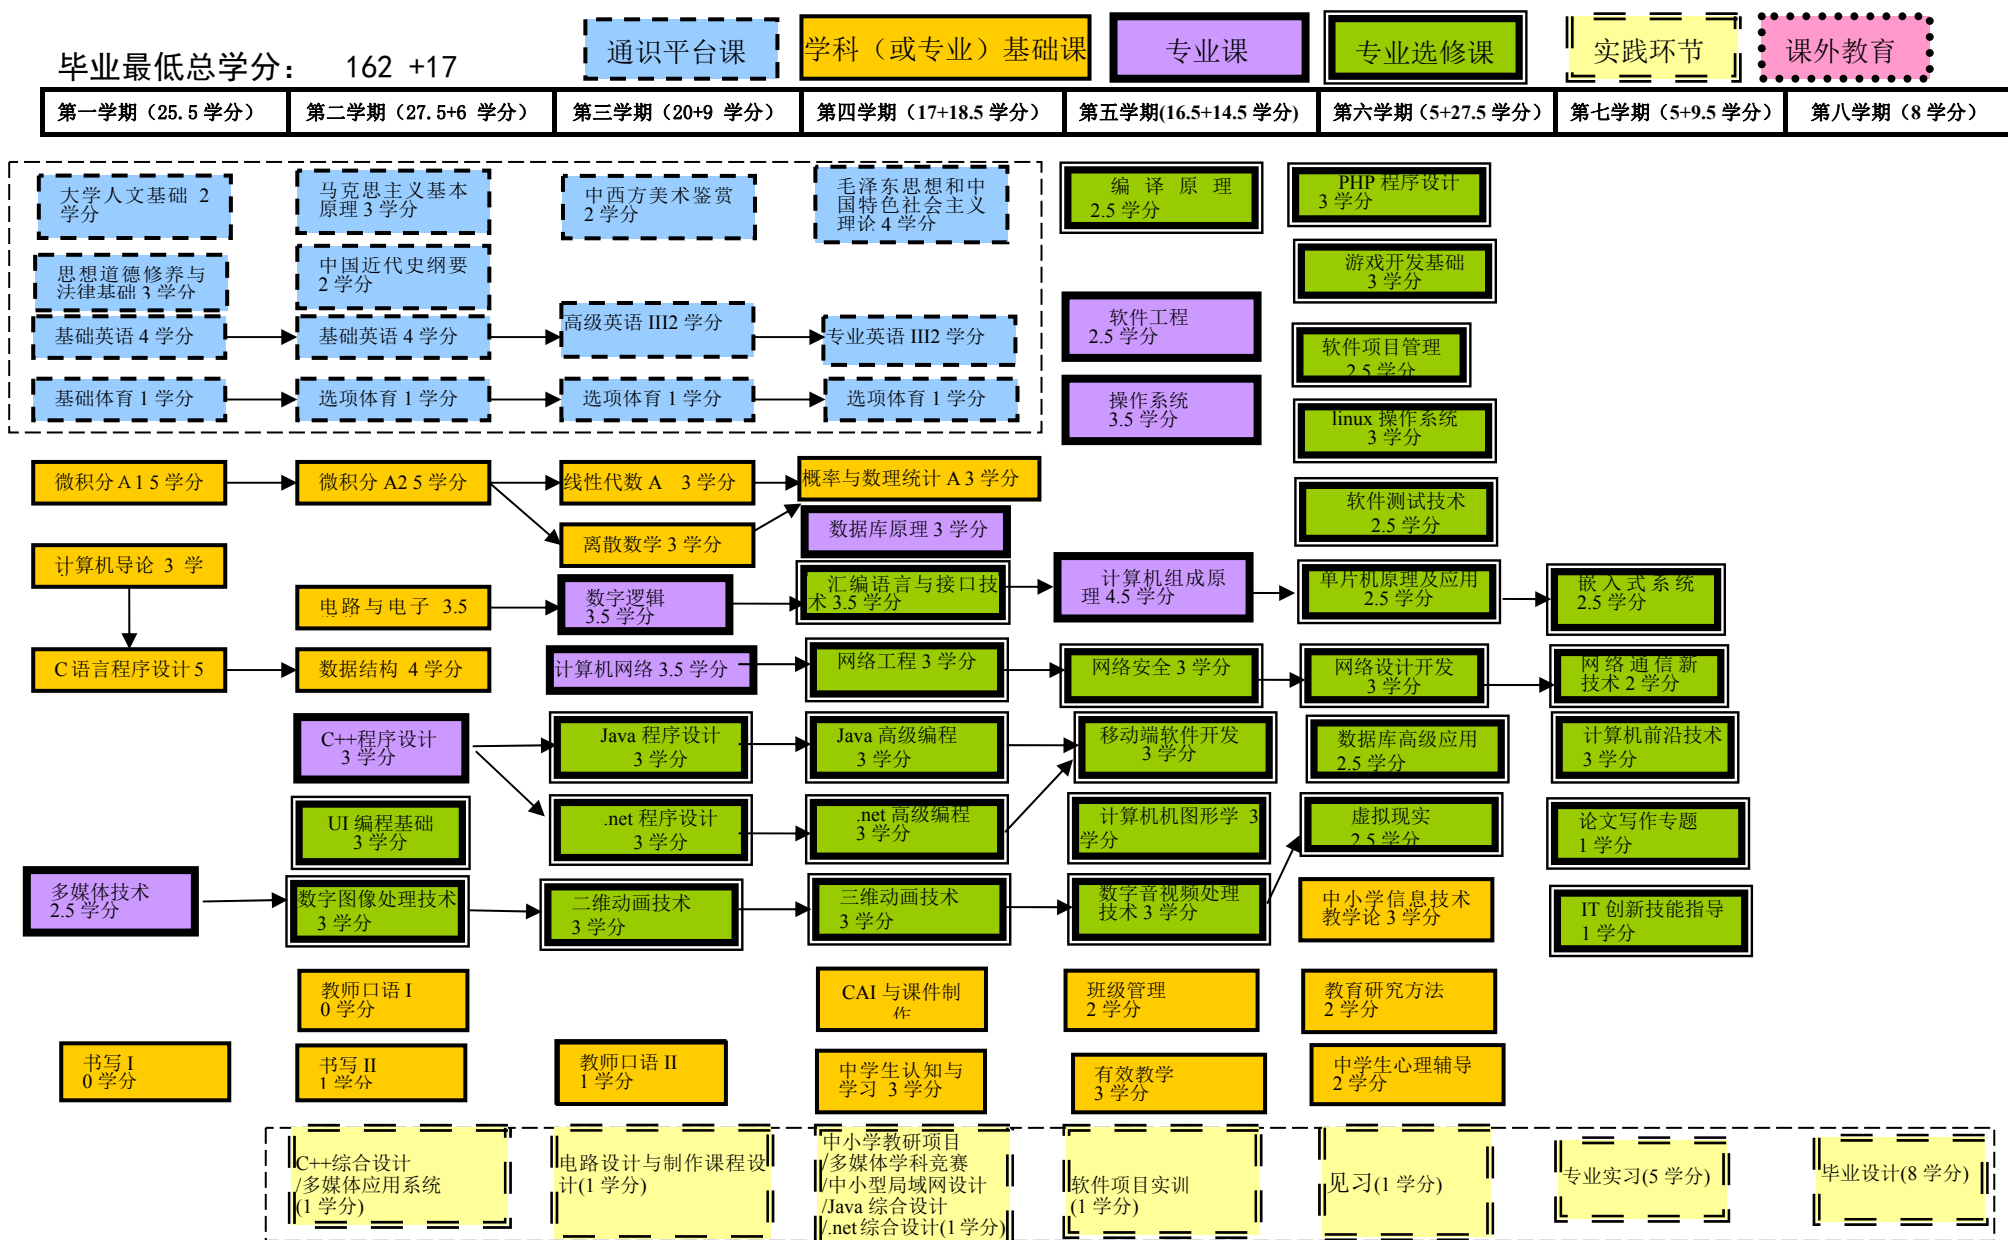 毕业最低总学分： 162 +17
通识平台课
学科（或专业）基础课
专业课
专业选修课
实践环节
课外教育
第一学期（25.5 学分）
第二学期（27.5+6 学分）
第三学期（20+9 学分）
第四学期（17+18.5 学分）
第五学期(16.5+14.5 学分)
第六学期（5+27.5 学分）
第七学期（5+9.5 学分）
第八学期（8 学分）
大学人文基础 2
学分
马克思主义基本
原理 3 学分
中西方美术鉴赏
2 学分
毛泽东思想和中
国特色社会主义
理论 4 学分
编译原理
2.5 学分
PHP 程序设计
3 学分
思想道德修养与
法律基础 3 学分
中国近代史纲要
2 学分
游戏开发基础
3 学分
基础英语 4 学分
基础英语 4 学分
高级英语 III2 学分
专业英语 III2 学分
软件工程
2.5 学分
软件项目管理
2.5 学分
基础体育 1 学分
选项体育 1 学分
选项体育 1 学分
选项体育 1 学分
操作系统
3.5 学分
linux 操作系统
3 学分
微积分 A 1 5 学分
微积分 A2 5 学分
线性代数 A 3 学分
概率与数理统计 A 3 学分
软件测试技术
2.5 学分
离散数学 3 学分
数据库原理 3 学分
计算机导论 3 学
电路与电子 3.5
数字逻辑
3.5 学分
汇编语言与接口技
术 3.5 学分
计算机组成原
理 4.5 学分
单片机原理及应用
2.5 学分
嵌入式系统
2.5 学分
C 语言程序设计 5
数据结构 4 学分
计算机网络 3.5 学分
网络工程 3 学分
网络安全 3 学分
网络设计开发
3 学分
网络通信新
技术 2 学分
C++程序设计
3 学分
Java 程序设计
3 学分
Java 高级编程
3 学分
移动端软件开发
3 学分
数据库高级应用
2.5 学分
计算机前沿技术
3 学分
UI 编程基础
3 学分
.net 程序设计
3 学分
.net 高级编程
3 学分
计算机机图形学 3
学分
虚拟现实
2.5 学分
论文写作专题
1 学分
多媒体技术
2.5 学分
数字图像处理技术
3 学分
二维动画技术
3 学分
三维动画技术
3 学分
数字音视频处理
技术 3 学分
中小学信息技术
教学论 3 学分
IT 创新技能指导
1 学分
教师口语 I
0 学分
CAI 与课件制
作
班级管理
2 学分
教育研究方法
2 学分
书写 I
0 学分
书写 II
1 学分
教师口语 II
1 学分
中学生认知与
学习 3 学分
有效教学
3 学分
中学生心理辅导
2 学分
C++综合设计
/多媒体应用系统
(1 学分)
电路设计与制作课程设
计(1 学分)
中小学教研项目
/多媒体学科竞赛
/中小型局域网设计
/Java 综合设计
/.net 综合设计(1 学分)
软件项目实训
(1 学分)
见习(1 学分)
专业实习(5 学分)
毕业设计(8 学分)